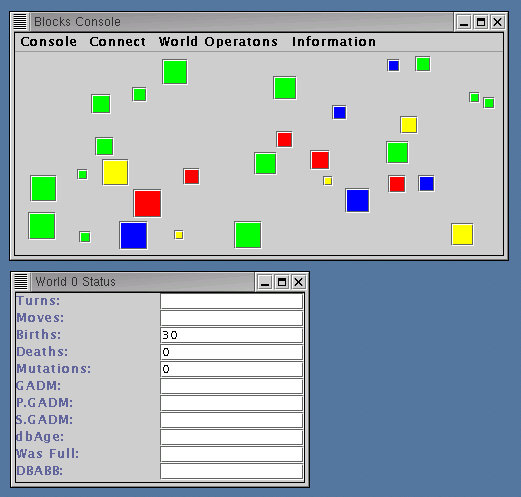 Blocks Console
Console Connect World Operatons Information
World 0 Status
Turns:
Moves:
Births: 30
Deaths: 0
Mutations: 0
GADM:
P.GADM:
S.GADM:
dbAge:
Was Full:
DBABB: